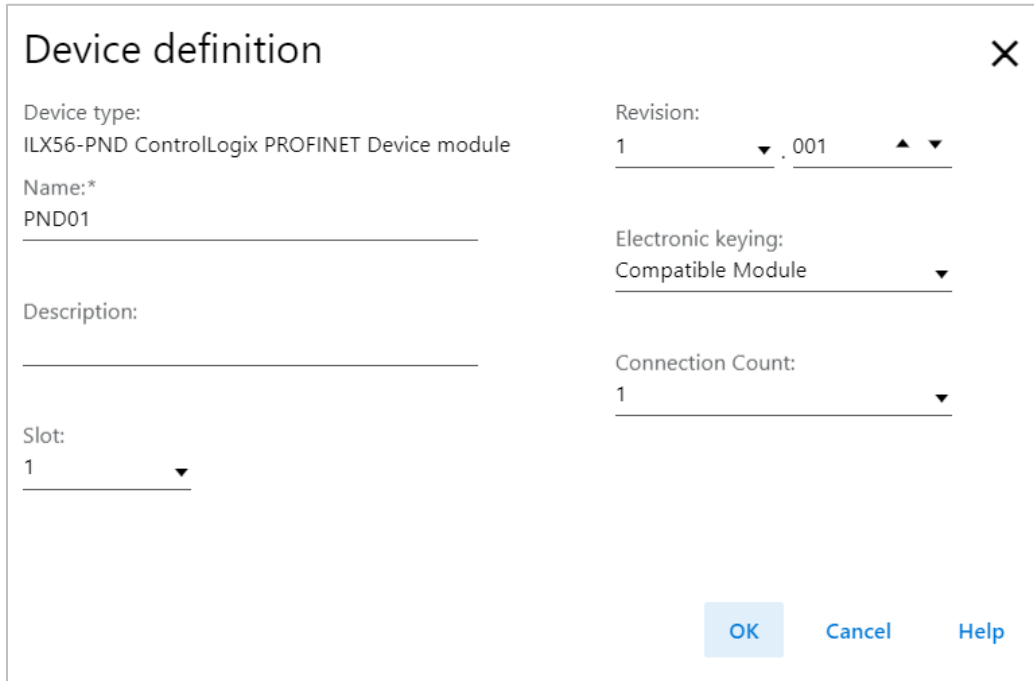 Device definition
Device type:
ILX56-PND ControlLogix PROFINET Device module
Name:*
PND01
Description:
Slot:
1
Revision:
1 . 001
Electronic keying:
Compatible Module
Connection Count:
1
OK Cancel Help